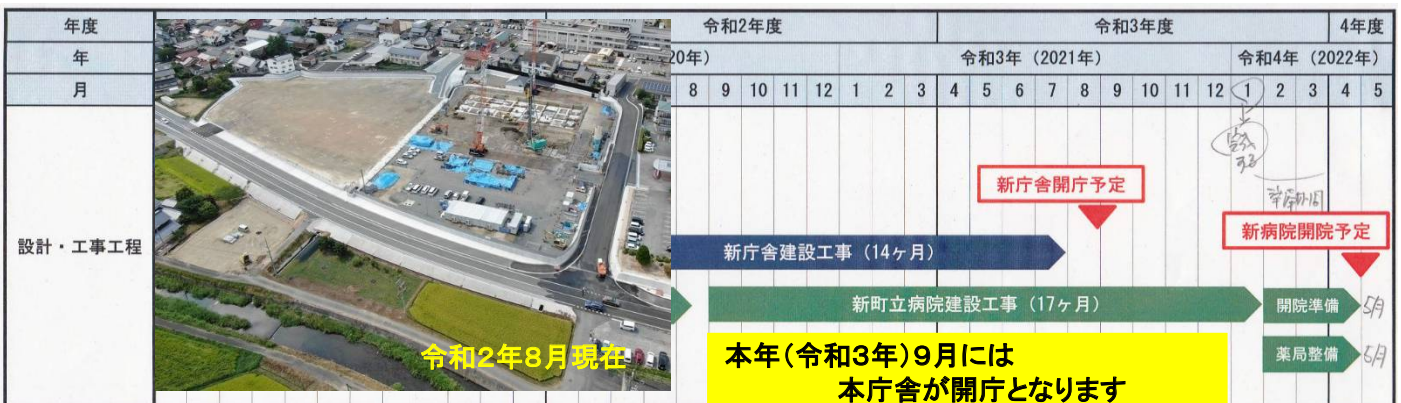 年度
令和2年度
令和3年度
4年度
年
20年)
令和3年 (2021年)
令和4年 (2022年)
月
8 9 10 11 12 1 2 3 4 5 6 7 8 9 10 11 12 1 2 3 4 5
する
新庁舎開庁予定
準備期間
新病院開院予定
設計・工事工程
新庁舎建設工事 (14ヶ月)
新町立病院建設工事 (17ヶ月)
開院準備
5月
薬局整備
5月
令和2年8月現在
本年(令和3年)9月には
本庁舎が開庁となります